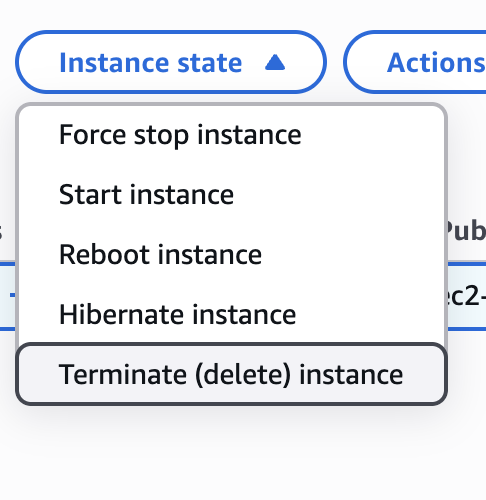 Instance state
Actions
Force stop instance
Start instance
Reboot instance
Hibernate instance
Terminate (delete) instance